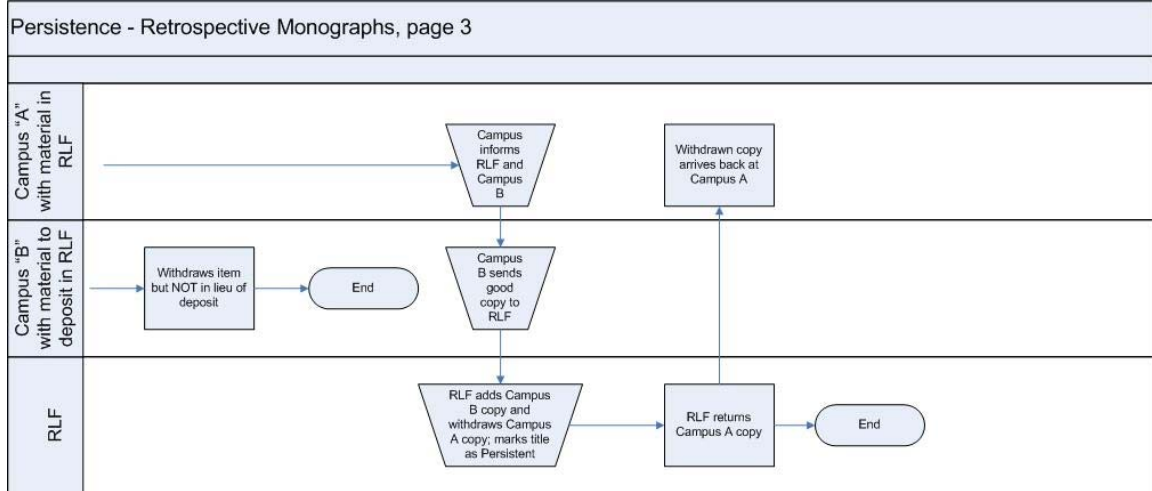 Persistence - Retrospective Monographs, page 3
Campus "A"
with material in
RLF
Campus
informs
RLF and
Campus
B
Withdrawn copy
arrives back at
Campus A
Campus "B"
with material to
deposit in RLF
Withdraws item
but NOT in lieu of
deposit
End
Campus
B sends
good
copy to
RLF
RLF
RLF adds Campus
B copy and
withdraws Campus
A copy; marks title
as Persistent
RLF returns
Campus A copy
End